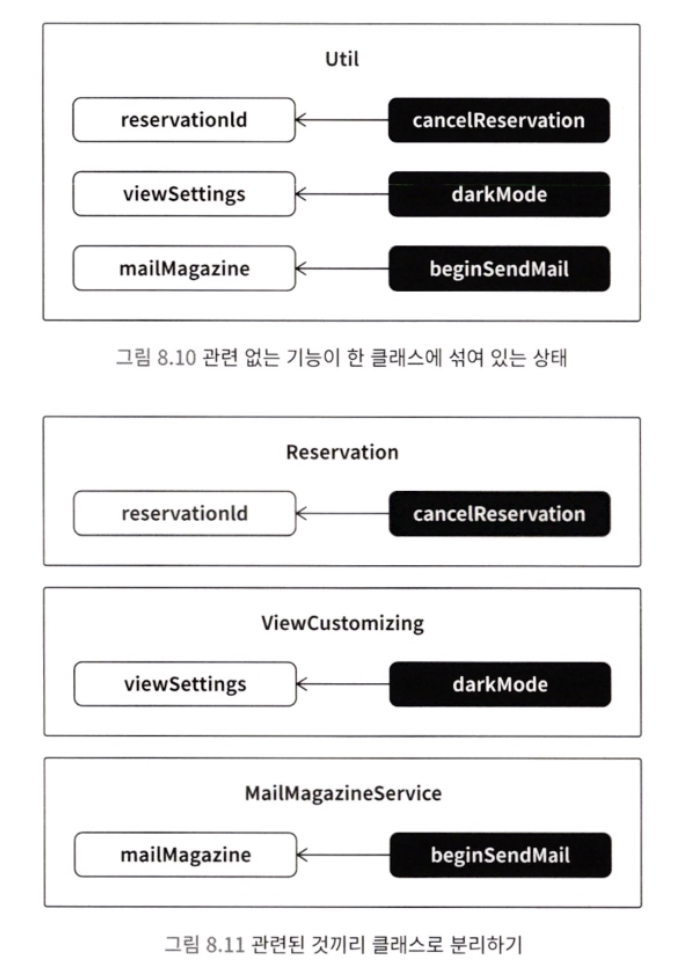 Util
reservationId cancelReservation
viewSettings darkMode
mailMagazine beginSendMail
그림 8.10 관련 없는 기능이 한 클래스에 섞여 있는 상태
Reservation
reservationId cancelReservation
ViewCustomizing
viewSettings darkMode
MailMagazineService
mailMagazine beginSendMail
그림 8.11 관련된 것끼리 클래스로 분리하기